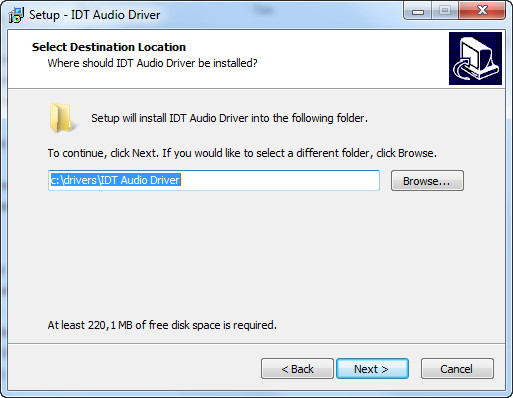 Setup - IDT Audio Driver
Select Destination Location
Where should IDT Audio Driver be installed?
Setup will install IDT Audio Driver into the following folder.
To continue, click Next. If you would like to select a different folder, click Browse.
c:\drivers\IDT Audio Driver
Browse...
At least 220,1 MB of free disk space is required.
< Back
Next >
Cancel